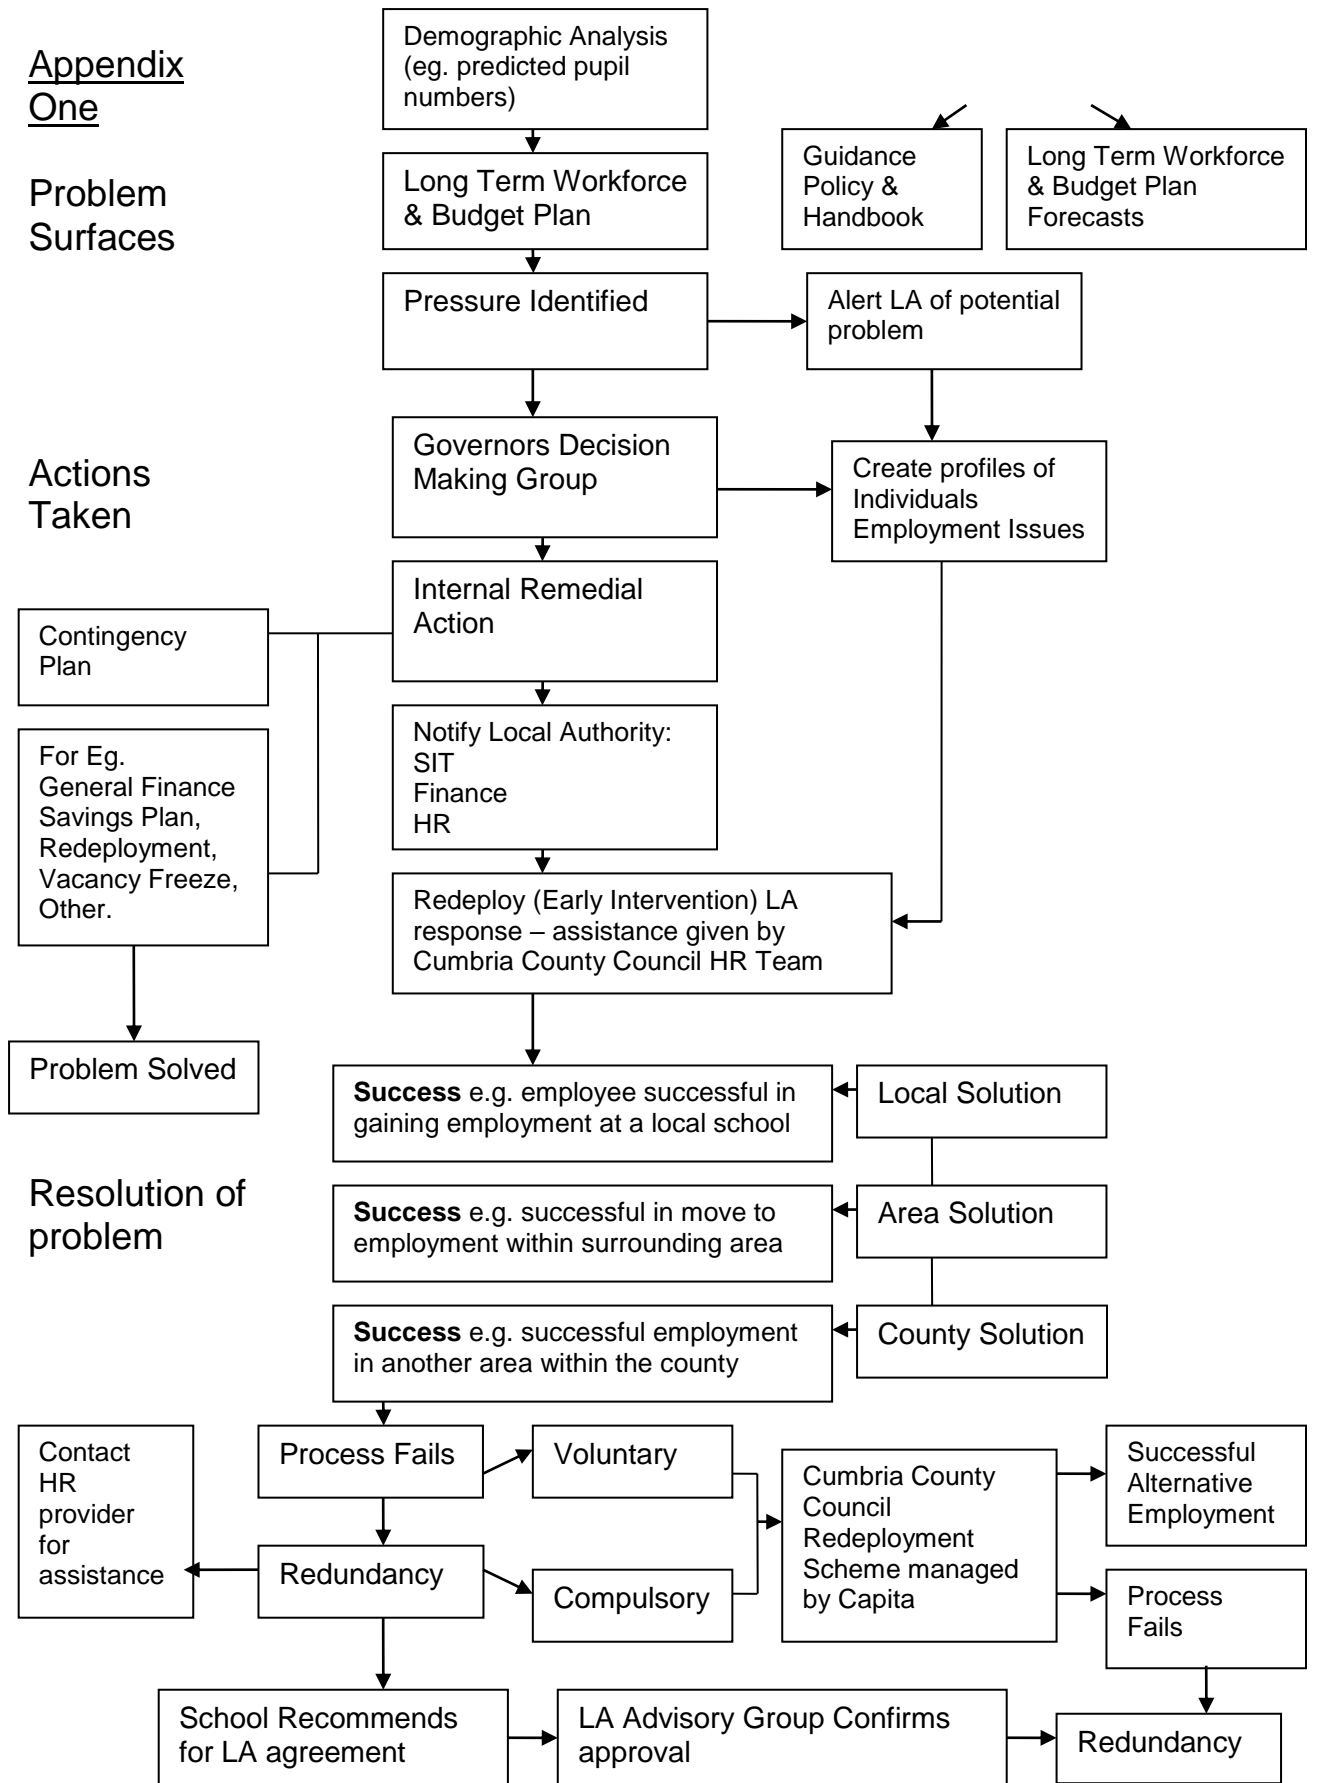 Appendix
One
Demographic Analysis
(eg. predicted pupil
numbers)
Guidance
Policy &
Handbook
Long Term Workforce
& Budget Plan
Forecasts
Problem
Surfaces
Long Term Workforce
& Budget Plan
Pressure Identified
Alert LA of potential
problem
Actions
Taken
Governors Decision
Making Group
Create profiles of
Individuals
Employment Issues
Internal Remedial
Action
Contingency
Plan
For Eg.
General Finance
Savings Plan,
Redeployment,
Vacancy Freeze,
Other.
Notify Local Authority:
SIT
Finance
HR
Redeploy (Early Intervention) LA
response – assistance given by
Cumbria County Council HR Team
Problem Solved
Success e.g. employee successful in
gaining employment at a local school
Local Solution
Resolution of
problem
Success e.g. successful in move to
employment within surrounding area
Area Solution
Success e.g. successful employment
in another area within the county
County Solution
Contact
HR
provider
for
assistance
Process Fails
Voluntary
Redundancy
Compulsory
Cumbria County
Council
Redeployment
Scheme managed
by Capita
Successful
Alternative
Employment
Process
Fails
School Recommends
for LA agreement
LA Advisory Group Confirms
approval
Redundancy